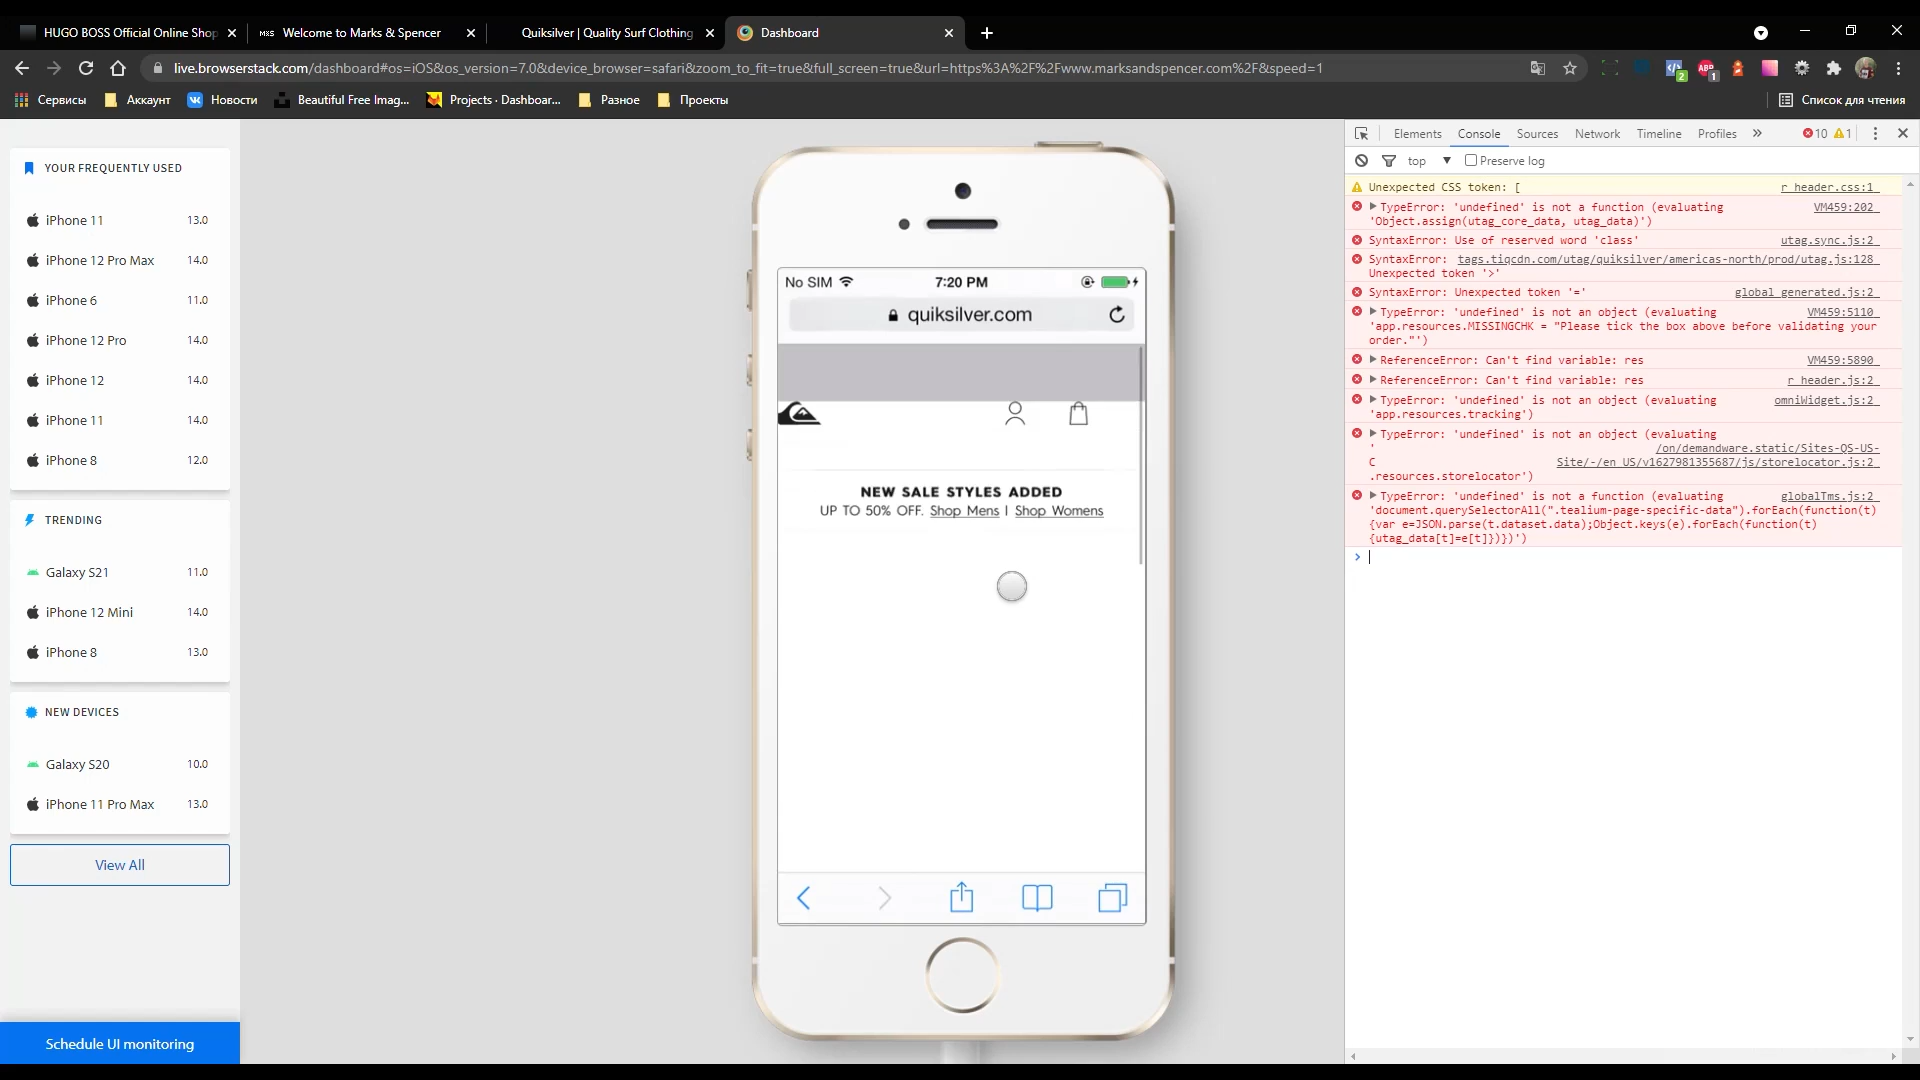 HUGO BOSS Official Online Shop
M&S Welcome to Marks & Spencer
Quiksilver | Quality Surf Clothing
Dashboard
live.browserstack.com/dashboard#os=iOS&os_version=7.0&device_browser=safari&zoom_to_fit=true&full_screen=true&url=https%3A%2F%2Fwww.marksandspencer.com%2F&speed=1
2
ABP
1
Сервисы
Аккаунт
Новости
Beautiful Free Imag...
Projects · Dashboar...
Разное
Проекты
Список для чтения
YOUR FREQUENTLY USED
iPhone 11 13.0
iPhone 12 Pro Max 14.0
iPhone 6 11.0
iPhone 12 Pro 14.0
iPhone 12 14.0
iPhone 11 14.0
iPhone 8 12.0
TRENDING
Galaxy S21 11.0
iPhone 12 Mini 14.0
iPhone 8 13.0
NEW DEVICES
Galaxy S20 10.0
iPhone 11 Pro Max 13.0
View All
Schedule UI monitoring
No SIM 7:20 PM
quiksilver.com
NEW SALE STYLES ADDED
UP TO 50% OFF. Shop Mens | Shop Womens
Elements Console Sources Network Timeline Profiles » 10 1
top Preserve log
Unexpected CSS token: [ r_header.css:1
TypeError: 'undefined' is not a function (evaluating VM459:202
'Object.assign(utag_core_data, utag_data)')
SyntaxError: Use of reserved word 'class' utag.sync.js:2
SyntaxError: tags.tiqcdn.com/utag/quiksilver/americas-north/prod/utag.js:128
Unexpected token '>'
SyntaxError: Unexpected token '=' global_generated.js:2
TypeError: 'undefined' is not an object (evaluating VM459:5110
'app.resources.MISSINGCHK = "Please tick the box above before validating your
order."')
ReferenceError: Can't find variable: res VM459:5890
ReferenceError: Can't find variable: res r_header.js:2
TypeError: 'undefined' is not an object (evaluating omniWidget.js:2
'app.resources.tracking')
TypeError: 'undefined' is not an object (evaluating
' /on/demandware.static/Sites-QS-US-
C Site/-/en_US/v1627981355687/js/storelocator.js:2
.resources.storelocator')
TypeError: 'undefined' is not a function (evaluating globalTms.js:2
'document.querySelectorAll(".tealium-page-specific-data").forEach(function(t)
{var e=JSON.parse(t.dataset.data);Object.keys(e).forEach(function(t)
{utag_data[t]=e[t]})})')